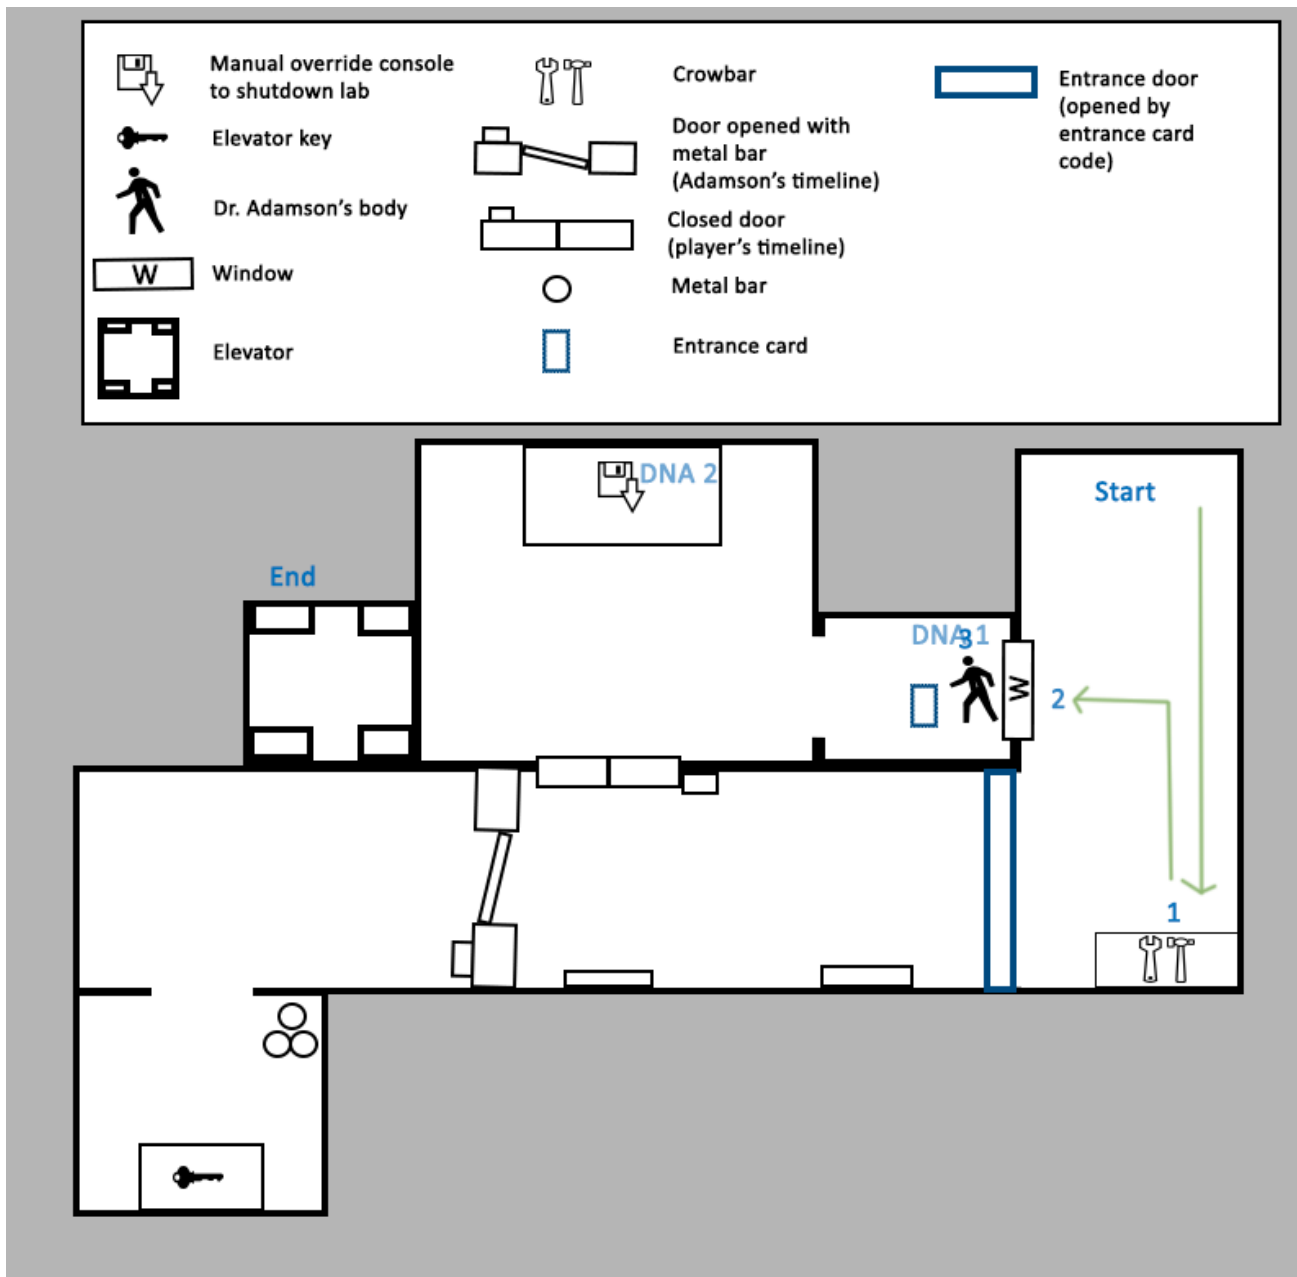 Manual override console
to shutdown lab
Elevator key
Dr. Adamson's body
W
Window
Elevator
Crowbar
Door opened with
metal bar
(Adamson's timeline)
Closed door
(player's timeline)
Metal bar
Entrance card
Entrance door
(opened by
entrance card
code)
DNA 2
Start
End
DNA 1
3
W
2
1